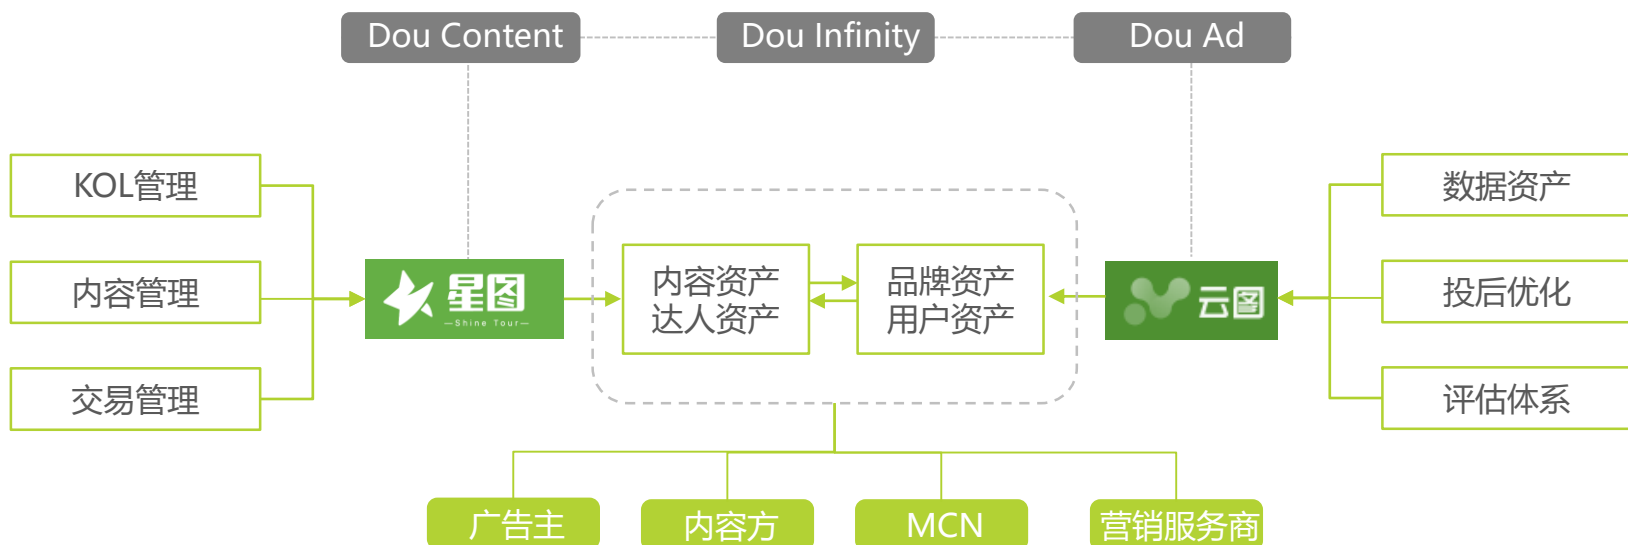 Dou Content
Dou Infinity
Dou Ad
KOL管理
内容管理
交易管理
星图
—Shine Tour—
内容资产
达人资产
品牌资产
用户资产
云图
数据资产
投后优化
评估体系
广告主
内容方
MCN
营销服务商